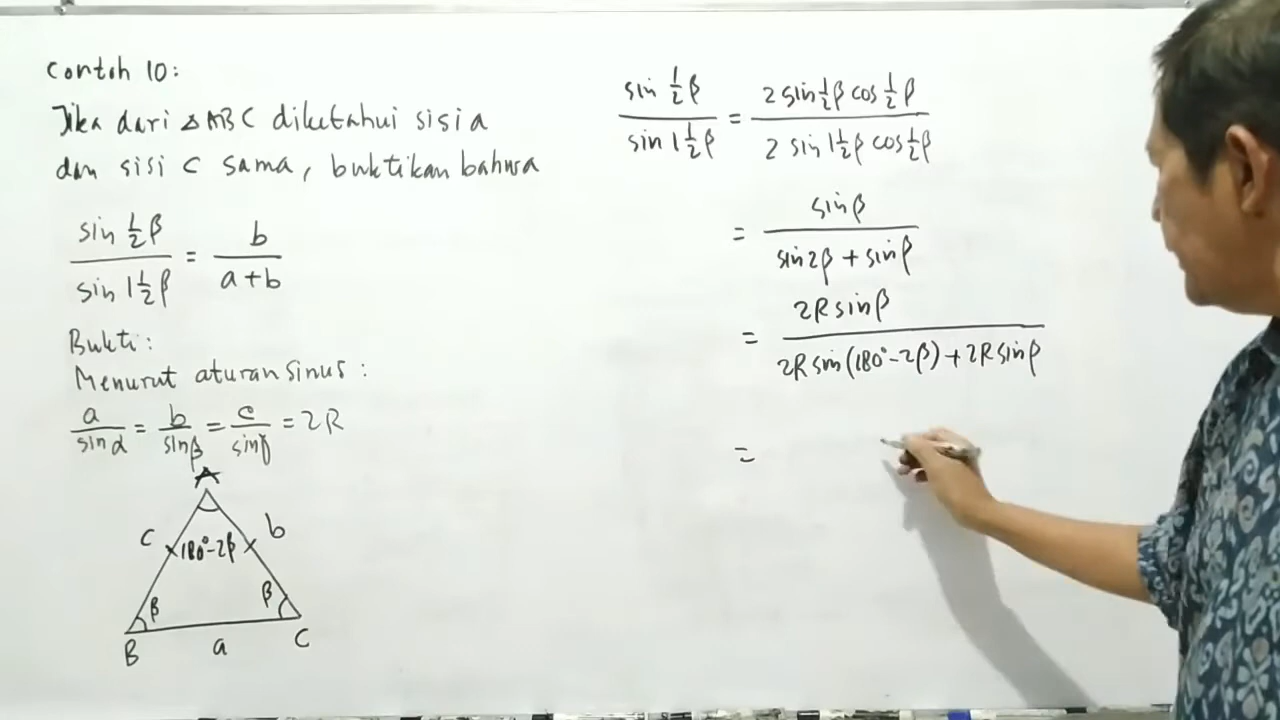 Contoh 10:
Jika dari △ABC diketahui sisi a
dan sisi c sama, buktikan bahwa
sin ½β / sin 1½β = b / (a+b)
Bukti:
Menurut aturan sinus:
a / sin α = b / sin β = c / sin γ = 2R
A
c
b
180°-2β
β
β
B
a
C
sin ½β / sin 1½β = 2 sin ½β cos ½β / 2 sin 1½β cos ½β
= sin β / (sin 2β + sin β)
= 2R sin β / (2R sin(180°-2β) + 2R sin β)
=